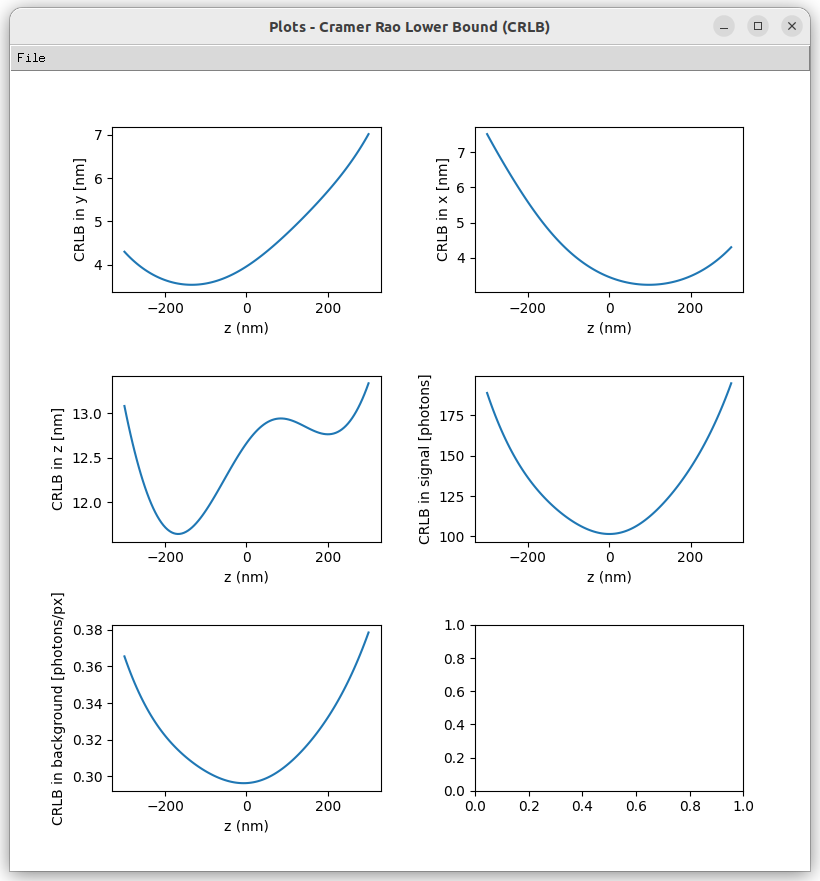 Plots - Cramer Rao Lower Bound (CRLB)
File
CRLB in y [nm]
7
6
5
4
−200 0 200
z (nm)
CRLB in x [nm]
7
6
5
4
−200 0 200
z (nm)
CRLB in z [nm]
13.0
12.5
12.0
−200 0 200
z (nm)
CRLB in signal [photons]
175
150
125
100
−200 0 200
z (nm)
CRLB in background [photons/px]
0.38
0.36
0.34
0.32
0.30
−200 0 200
z (nm)
1.0
0.8
0.6
0.4
0.2
0.0
0.0 0.2 0.4 0.6 0.8 1.0